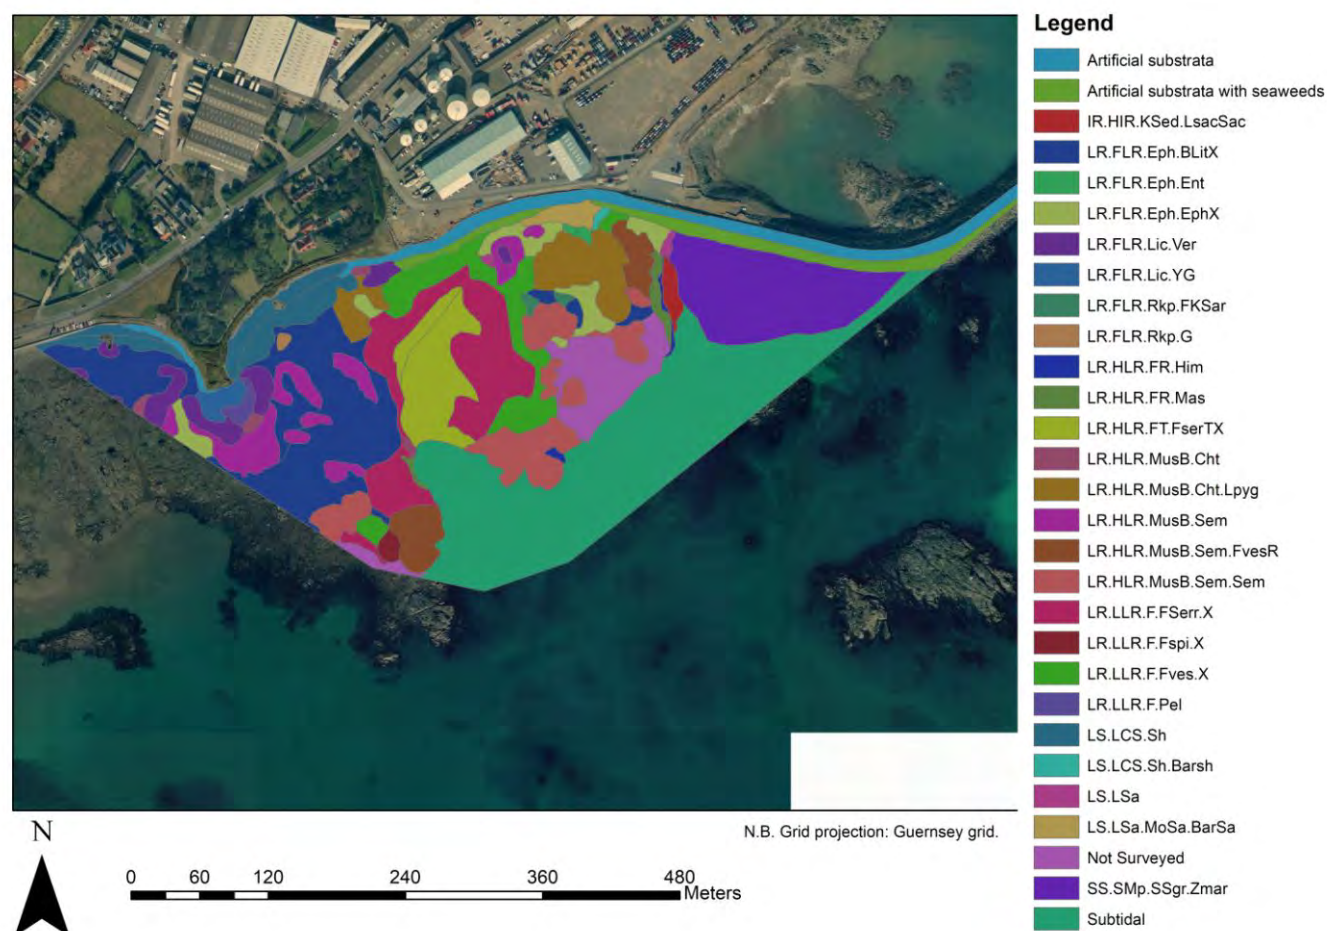 Legend
Artificial substrata
Artificial substrata with seaweeds
IR.HIR.KSed.LsacSac
LR.FLR.Eph.BLitX
LR.FLR.Eph.Ent
LR.FLR.Eph.EphX
LR.FLR.Lic.Ver
LR.FLR.Lic.YG
LR.FLR.Rkp.FKSar
LR.FLR.Rkp.G
LR.HLR.FR.Him
LR.HLR.FR.Mas
LR.HLR.FT.FserTX
LR.HLR.MusB.Cht
LR.HLR.MusB.Cht.Lpyg
LR.HLR.MusB.Sem
LR.HLR.MusB.Sem.FvesR
LR.HLR.MusB.Sem.Sem
LR.LLR.F.FSerr.X
LR.LLR.F.Fspi.X
LR.LLR.F.Fves.X
LR.LLR.F.Pel
LS.LCS.Sh
LS.LCS.Sh.Barsh
LS.LSa
LS.LSa.MoSa.BarSa
Not Surveyed
SS.SMp.SSgr.Zmar
Subtidal
N.B. Grid projection: Guernsey grid.
N
0 60 120 240 360 480
Meters